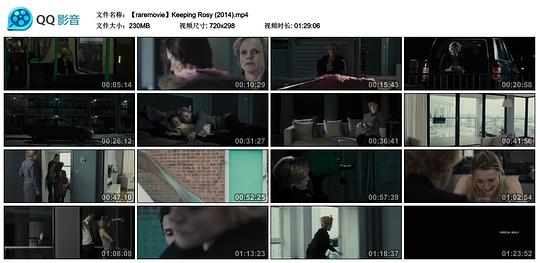 QQ影音
文件名称：【raremovie】Keeping Rosy (2014).mp4
文件大小：230MB 视频尺寸: 720x298 视频时长: 01:29:06
00:05:14 00:10:29 00:15:43 00:20:58
00:26:12 00:31:27 00:36:41 00:41:56
00:47:10 00:52:25 00:57:39 01:02:54
01:08:08 01:13:23 01:18:37 01:23:52